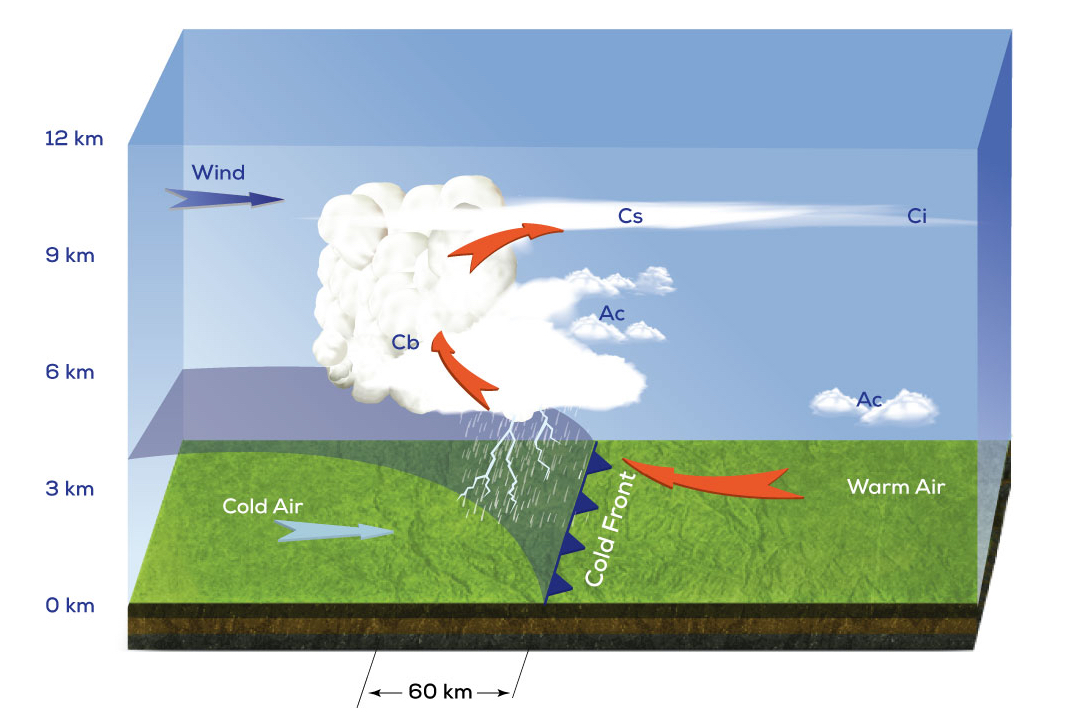 12 km
Wind
Cs
Ci
9 km
Ac
Cb
6 km
Ac
3 km
Warm Air
Cold Air
Cold Front
0 km
60 km